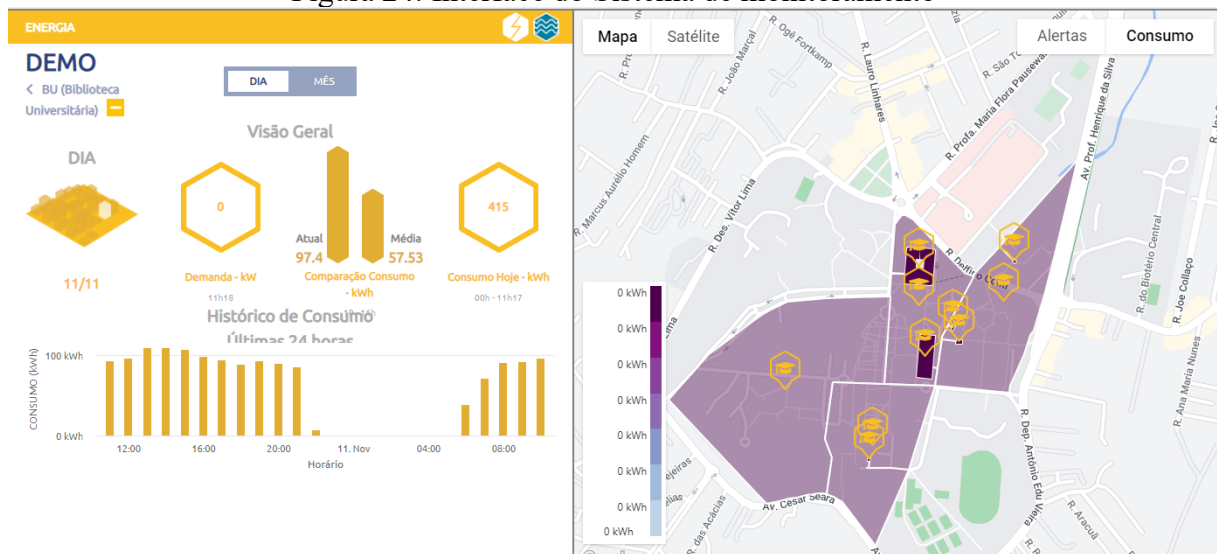 ENERGIA
DEMO
< BU (Biblioteca
Universitária)
DIA
MÊS
Visão Geral
DIA
11/11
0
Demanda - kW
11h18
Atual
97.4
Média
57.53
Comparação Consumo
- kWh
415
Consumo Hoje - kWh
00h - 11h17
Histórico de Consumo
Últimas 24 horas
CONSUMO (kWh)
100 kWh
0 kWh
12:00
16:00
20:00
11. Nov
04:00
08:00
Horário
Mapa
Satélite
Alertas
Consumo
0 kWh
0 kWh
0 kWh
0 kWh
0 kWh
0 kWh
0 kWh
0 kWh
R. João Marçal
R. Ogê Fortkamp
R. Lauro Linhares
R. São To
R. Profa. Maria Flora Pausewa
Av. Prof. Henrique da Silva
R. Marcus Aurélio Homem
R. Des. Vitor Lima
R. Delfino Conti
R. do Biotério Central
R. Joe Collaço
R. Ana Maria Nunes
R. Dep. Antônio Edu Vieira
Av. César Seara
R. das Acácias
R. Aracuã